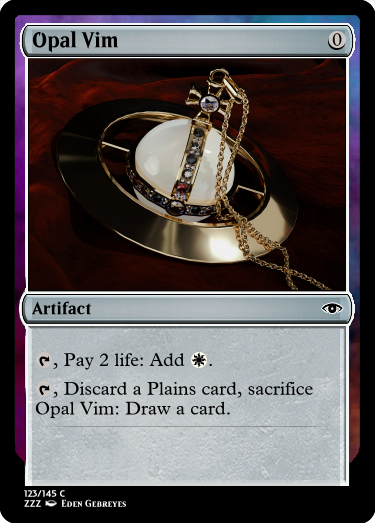 Opal Vim 0
Artifact
, Pay 2 life: Add .
, Discard a Plains card, sacrifice
Opal Vim: Draw a card.
123/145 C
ZZZ Eden Gebreyes